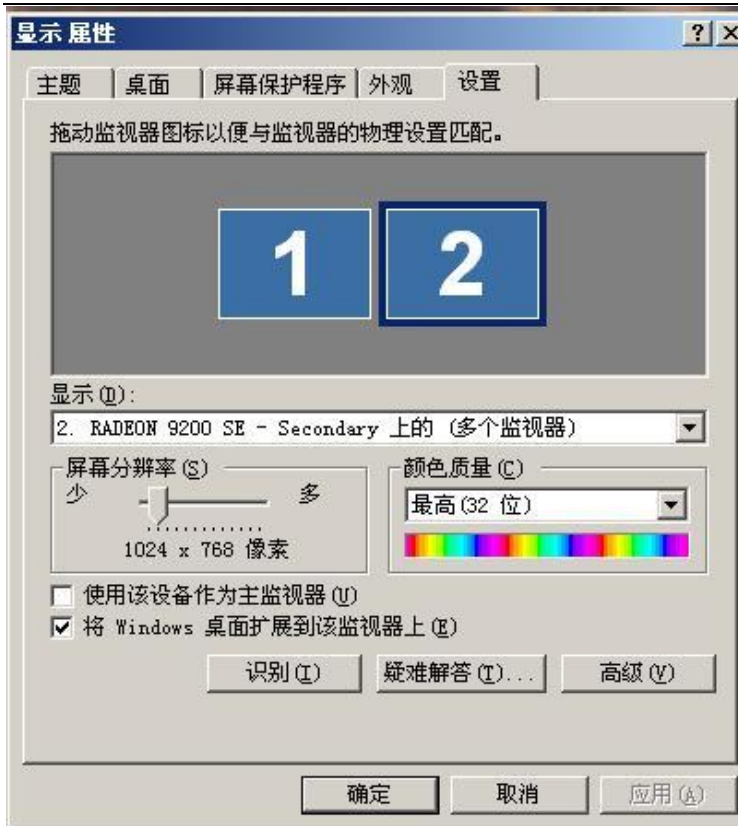 显示 属性
主题 桌面 屏幕保护程序 外观 设置
拖动监视器图标以便与监视器的物理设置匹配。
1 2
显示(D):
2. RADEON 9200 SE - Secondary 上的 (多个监视器)
屏幕分辨率(S) 颜色质量(C)
少 多 最高(32 位)
1024 x 768 像素
使用该设备作为主监视器(U)
将 Windows 桌面扩展到该监视器上(E)
识别(I) 疑难解答(T)... 高级(V)
确定 取消 应用(A)